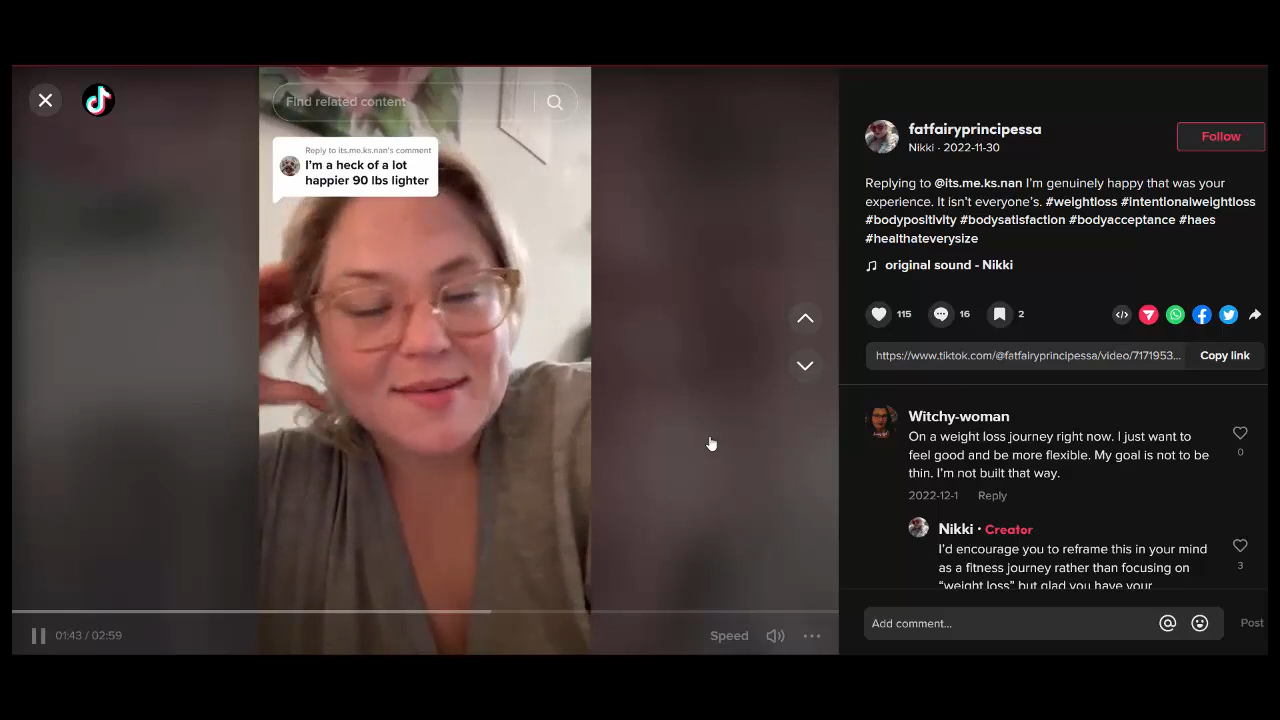 Find related content
Reply to its.me.ks.nan's comment
I'm a heck of a lot
happier 90 lbs lighter
01:43 / 02:59
Speed
fatfairyprincipessa
Nikki · 2022-11-30
Follow
Replying to @its.me.ks.nan I'm genuinely happy that was your
experience. It isn't everyone's. #weightloss #intentionalweightloss
#bodypositivity #bodysatisfaction #bodyacceptance #haes
#healthateverysize
original sound - Nikki
115
16
2
https://www.tiktok.com/@fatfairyprincipessa/video/7171953...
Copy link
Witchy-woman
On a weight loss journey right now. I just want to
feel good and be more flexible. My goal is not to be
thin. I'm not built that way.
0
2022-12-1 Reply
Nikki · Creator
I'd encourage you to reframe this in your mind
as a fitness journey rather than focusing on
"weight loss" but glad you have your
3
Add comment...
Post